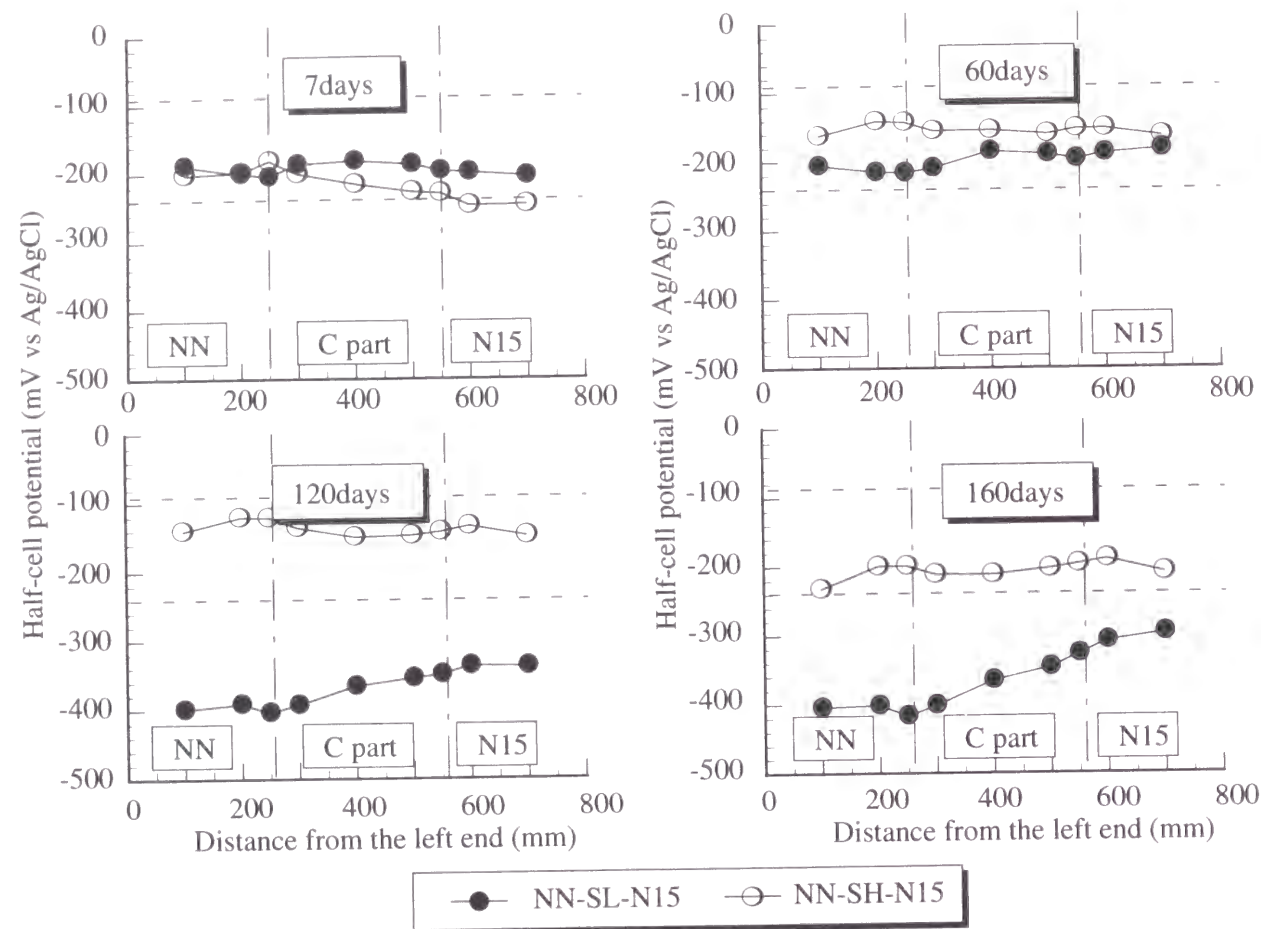 0
-100
-200
-300
-400
-500
0
200
400
600
800
7days
NN
C part
N15
0
-100
-200
-300
-400
-500
0
200
400
600
800
60days
NN
C part
N15
0
-100
-200
-300
-400
-500
0
200
400
600
800
120days
NN
C part
N15
0
-100
-200
-300
-400
-500
0
200
400
600
800
160days
NN
C part
N15
Half-cell potential (mV vs Ag/AgCl)
Half-cell potential (mV vs Ag/AgCl)
Distance from the left end (mm)
Distance from the left end (mm)
NN-SL-N15
NN-SH-N15